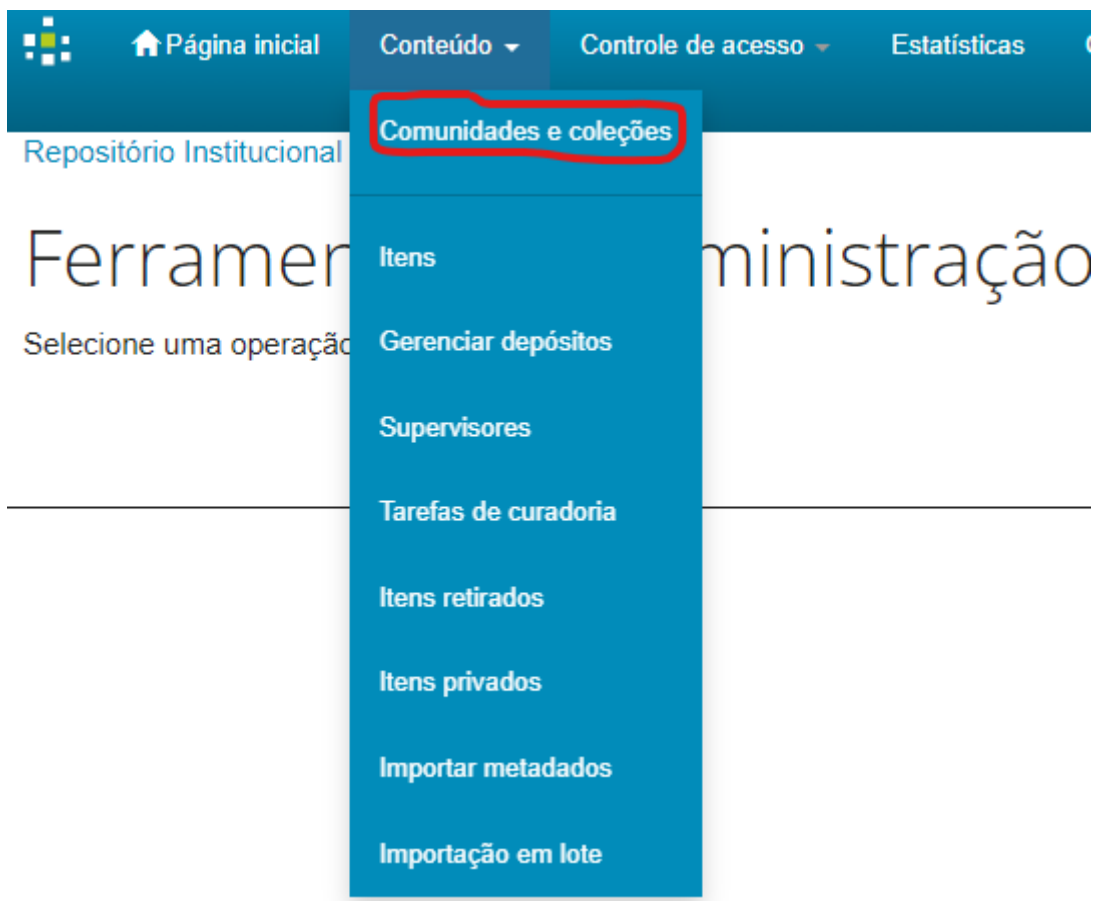 Página inicial Conteúdo Controle de acesso Estatísticas
Comunidades e coleções
Repositório Institucional
Itens
Ferramen ministração
Gerenciar depósitos
Selecione uma operação
Supervisores
Tarefas de curadoria
Itens retirados
Itens privados
Importar metadados
Importação em lote